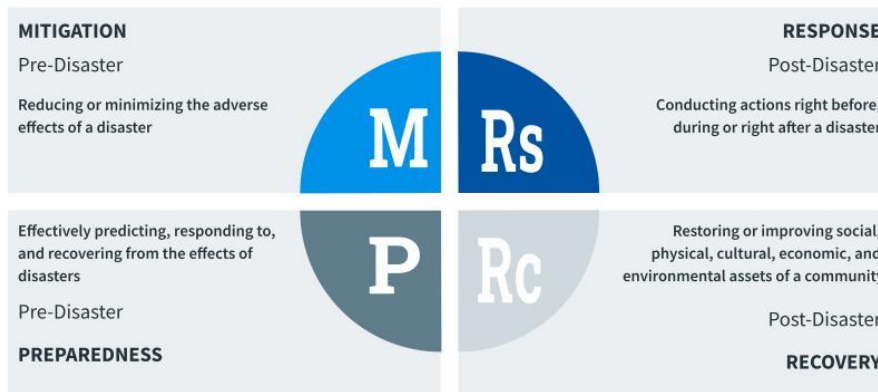 MITIGATION
Pre-Disaster
Reducing or minimizing the adverse
effects of a disaster
M
RESPONSE
Post-Disaster
Conducting actions right before,
during or right after a disaster
Rs
Effectively predicting, responding to,
and recovering from the effects of
disasters
Pre-Disaster
PREPAREDNESS
P
Restoring or improving social,
physical, cultural, economic, and
environmental assets of a community
Post-Disaster
RECOVERY
Rc